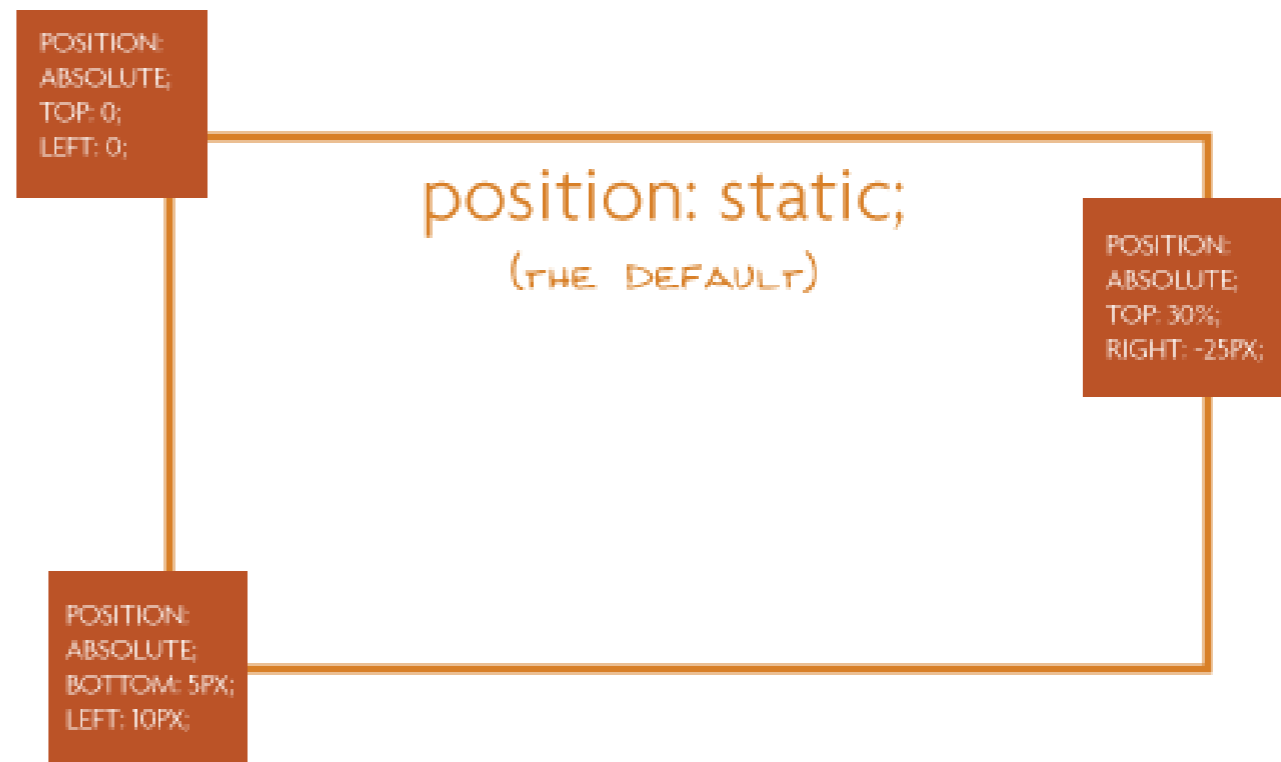 POSITION:
ABSOLUTE;
TOP: 0;
LEFT: 0;
position: static;
(THE DEFAULT)
POSITION:
ABSOLUTE;
TOP: 30%;
RIGHT: -25PX;
POSITION:
ABSOLUTE;
BOTTOM: 5PX;
LEFT: 10PX;